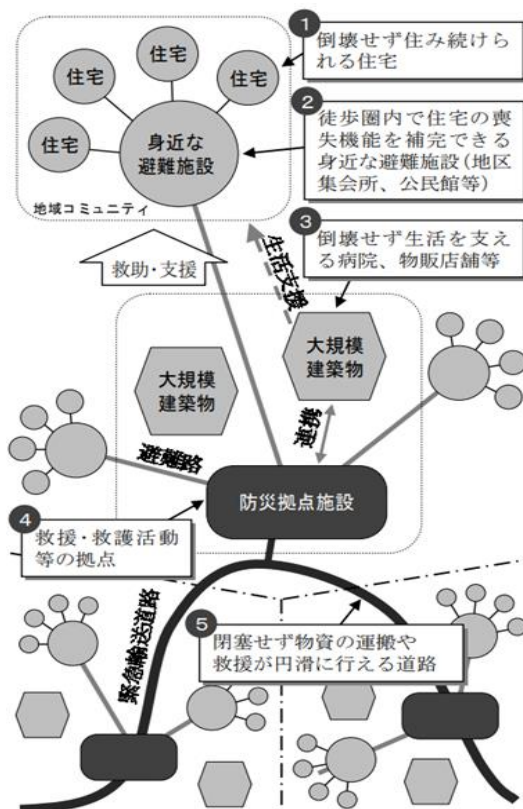 1
倒壊せず住み続けけ
られる住宅
住宅
住宅
住宅
住宅
身近な
避難施設
地域コミュニティ
2
徒歩圏内で住宅の喪
失機能を補完できる
身近な避難施設(地区
集会所、公民館等)
3
倒壊せず生活を支え
る病院、物販店舗等
救助・支援
生活支援
大規模
建築物
大規模
建築物
連携
避難路
防災拠点施設
4
救援・救護活動
等の拠点
緊急輸送道路
5
閉塞せず物資の運搬や
救援が円滑に行える道路